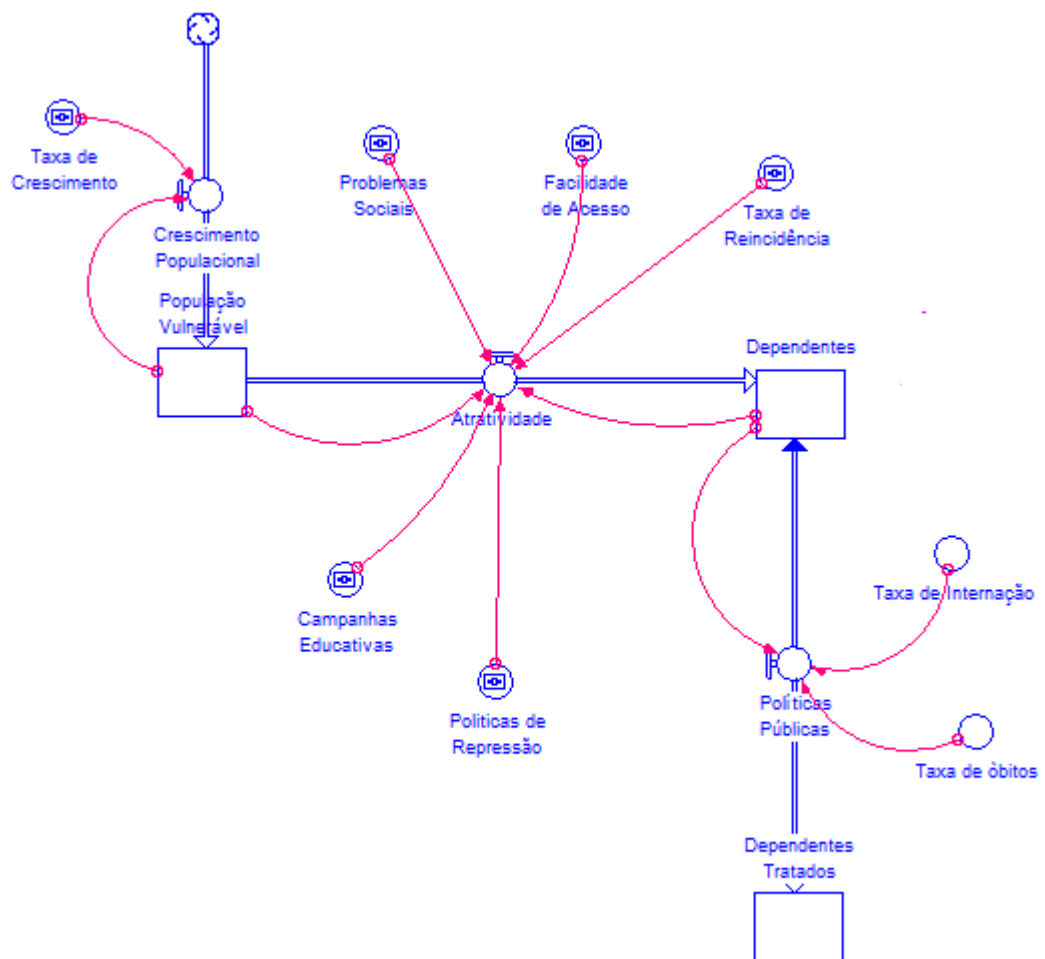 Taxa de
Crescimento
Problemas
Sociais
Facilidade
de Acesso
Taxa de
Reincidência
Crescimento
Populacional
População
Vulnerável
Dependentes
Atratividade
Campanhas
Educativas
Politicas de
Repressão
Taxa de Internação
Políticas
Públicas
Taxa de òbitos
Dependentes
Tratados